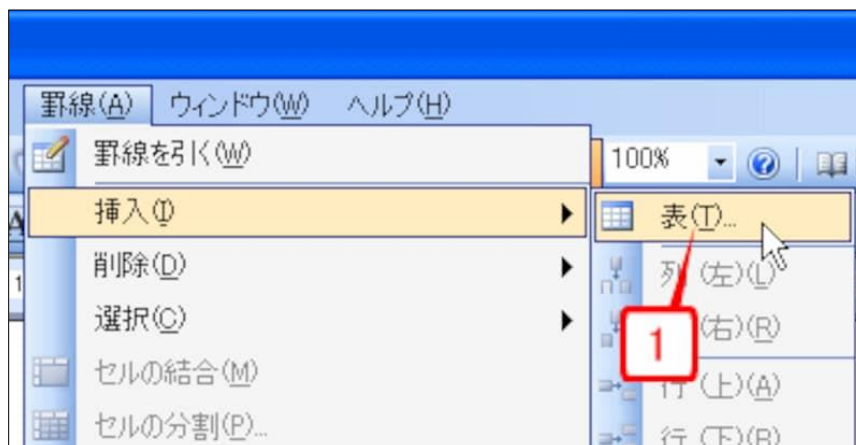 罫線(A) ウィンドウ(W) ヘルプ(H)
罫線を引く(W)
100%
挿入(I)
表(T)...
削除(D)
列 (左)(L)
選択(C)
1
(右)(R)
セルの結合(M)
行 (上)(A)
セルの分割(P)...
行 (下)(B)
A
1